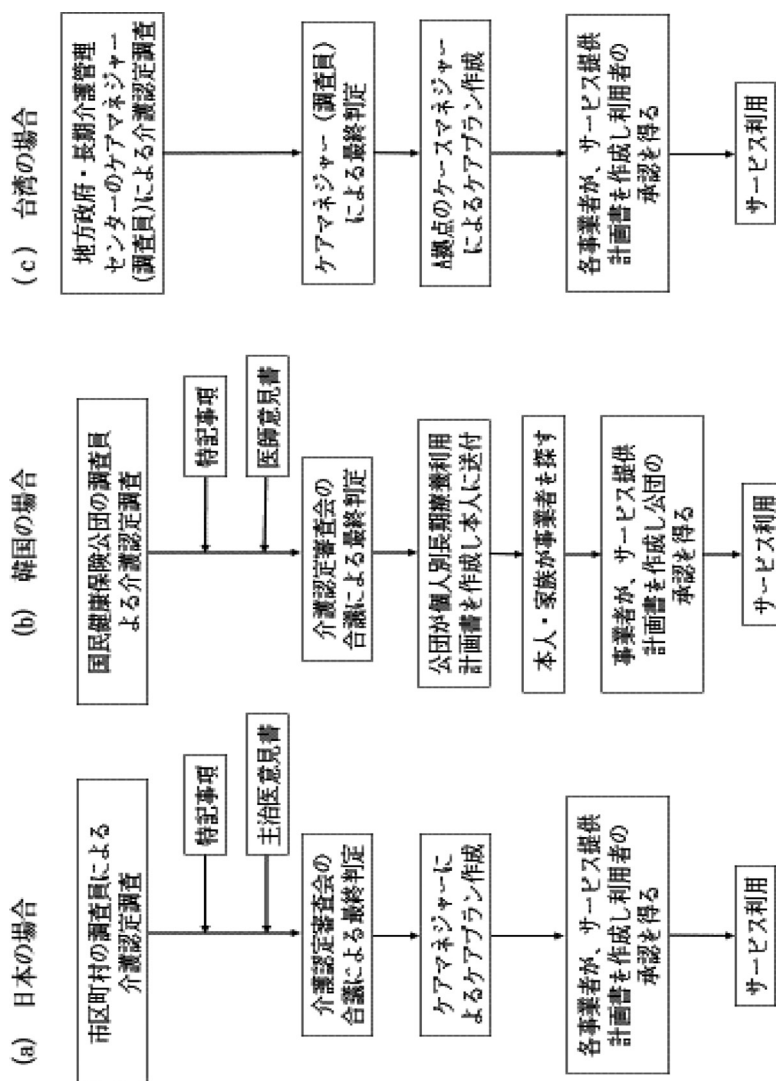 (a) 日本の場合
市区町村の調査員による
介護認定調査
特記事項
主治医意見書
介護認定審査会の
合議による最終判定
ケアマネジャーに
よるケアプラン作成
各事業者が、サービス提供
計画書を作成し利用者の
承認を得る
サービス利用
(b) 韓国の場合
国民健康保険公団の調査員
よる介護認定調査
特記事項
医師意見書
介護認定審査会の
合議による最終判定
公団が個人別長期療養利用
計画書を作成し本人に送付
本人・家族が事業者を探す
事業者が、サービス提供
計画書を作成し公団の
承認を得る
サービス利用
(c) 台湾の場合
地方政府・長期介護管理
センターのケアマネジャー
(調査員)による介護認定調査
ケアマネジャー(調査員)
による最終判定
A拠点のケースマネジャー
によるケアプラン作成
各事業者が、サービス提供
計画書を作成し利用者の
承認を得る
サービス利用